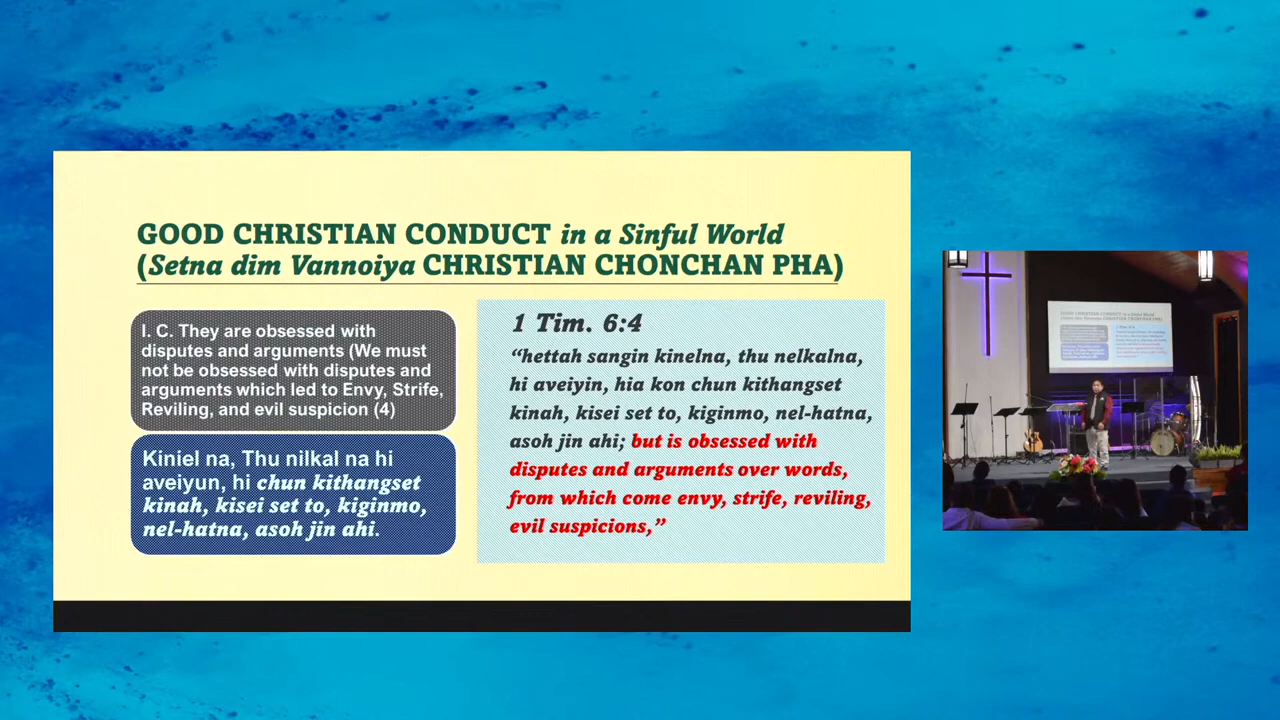 GOOD CHRISTIAN CONDUCT in a Sinful World
(Setna dim Vannoiya CHRISTIAN CHONCHAN PHA)
I. C. They are obsessed with
disputes and arguments (We must
not be obsessed with disputes and
arguments which led to Envy, Strife,
Reviling, and evil suspicion (4)
Kiniel na, Thu nilkal na hi
aveiyun, hi chun kithangset
kinah, kisei set to, kiginmo,
nel-hatna, asoh jin ahi.
1 Tim. 6:4
“hettah sangin kinelna, thu nelkalna,
hi aveiyin, hia kon chun kithangset
kinah, kisei set to, kiginmo, nel-hatna,
asoh jin ahi; but is obsessed with
disputes and arguments over words,
from which come envy, strife, reviling,
evil suspicions,”